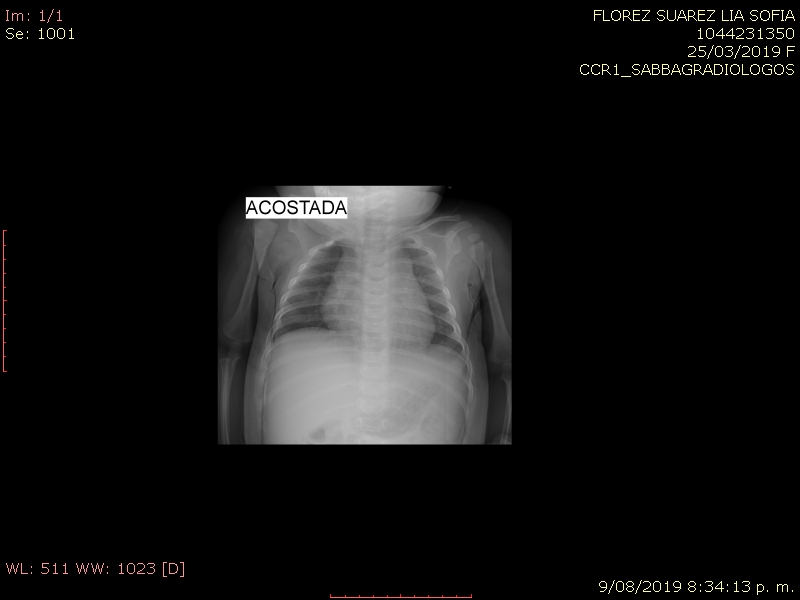 Im: 1/1
Se: 1001
FLOREZ SUAREZ LIA SOFIA
1044231350
25/03/2019 F
CCR1_SABBAGRADIOLOGOS
ACOSTADA
WL: 511 WW: 1023 [D]
9/08/2019 8:34:13 p. m.